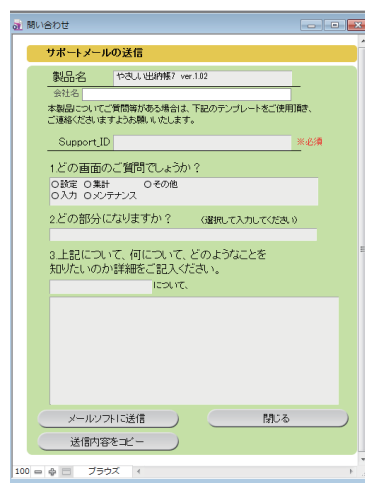 問い合わせ
サポートメールの送信
製品名 やさしい出納帳7 ver.1.02
会社名
本製品についてご質問等がある場合は、下記のテンプレートをご使用頂き、
ご連絡くださいますようお願いいたします。
Support_ID ※必須
1.どの画面のご質問でしょうか？
設定 集計 その他
入力 メンテナンス
2.どの部分になりますか？ (選択して入力してください)
3.上記について、何について、どのようなことを
知りたいのか詳細をご記入ください。
について、
メールソフトに送信 閉じる
送信内容をコピー
100 ブラウズ